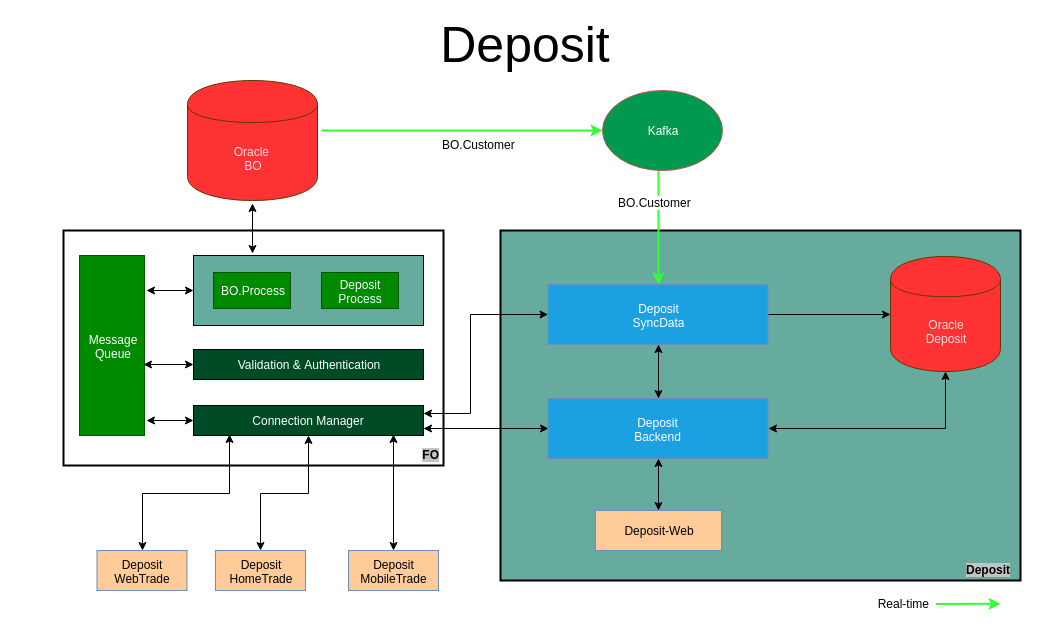 Deposit
Oracle
BO
BO.Customer
Kafka
BO.Customer
Message
Queue
BO.Process
Deposit
Process
Validation & Authentication
Connection Manager
FO
Deposit
WebTrade
Deposit
HomeTrade
Deposit
MobileTrade
Deposit
SyncData
Oracle
Deposit
Deposit
Backend
Deposit-Web
Deposit
Real-time